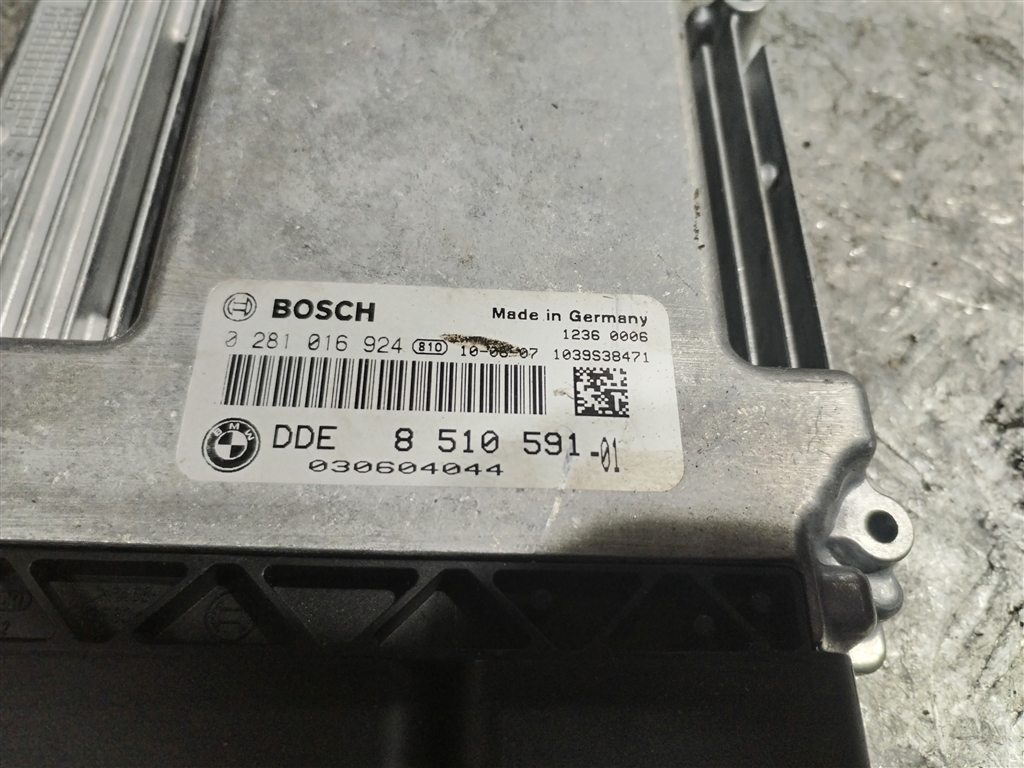 BOSCH Made in Germany
1236 0006
0 281 016 924 810 10-08-07 1039S38471
BMW DDE 8 510 591-01
030604044